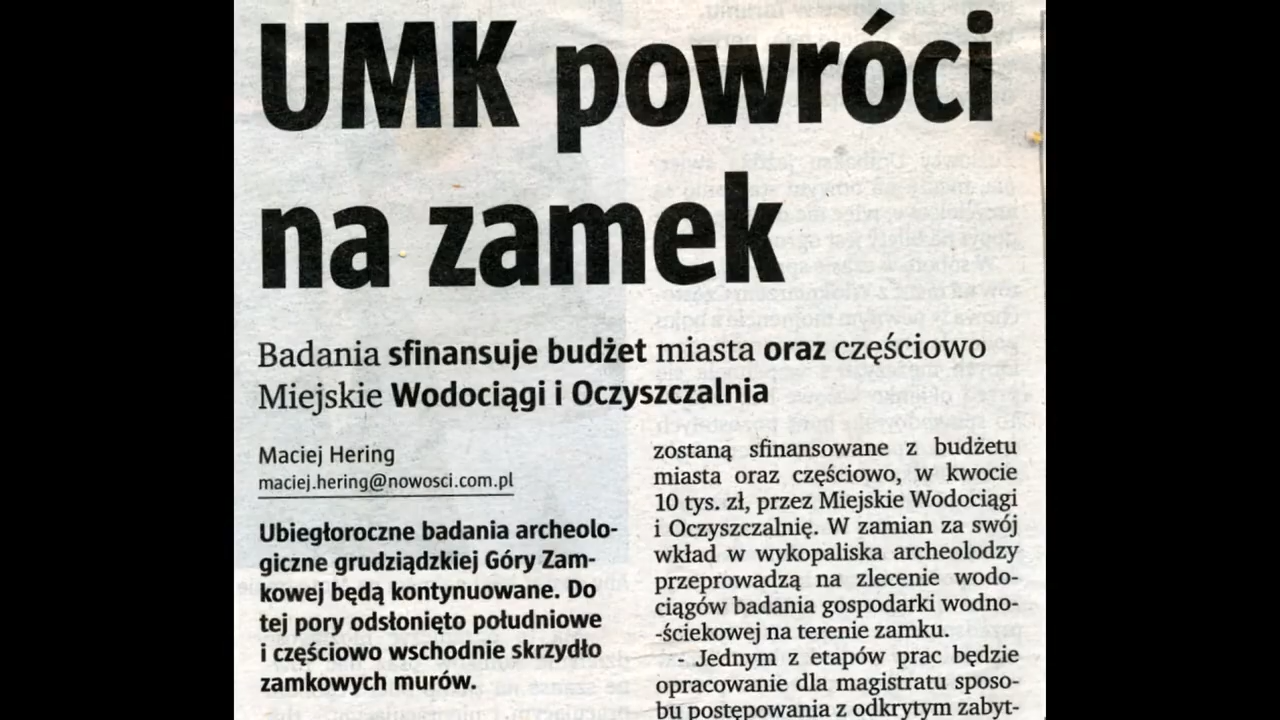 UMK powróci
na zamek
Badania sfinansuje budżet miasta oraz częściowo
Miejskie Wodociągi i Oczyszczalnia
Maciej Hering
maciej.hering@nowosci.com.pl
Ubiegłoroczne badania archeolo-
giczne grudziądzkiej Góry Zam-
kowej będą kontynuowane. Do
tej pory odsłonięto południowe
i częściowo wschodnie skrzydło
zamkowych murów.
zostaną sfinansowane z budżetu
miasta oraz częściowo, w kwocie
10 tys. zł, przez Miejskie Wodociągi
i Oczyszczalnię. W zamian za swój
wkład w wykopaliska archeolodzy
przeprowadzą na zlecenie wodo-
ciągów badania gospodarki wodno-
-ściekowej na terenie zamku.
- Jednym z etapów prac będzie
opracowanie dla magistratu sposo-
bu postępowania z odkrytym zabyt-